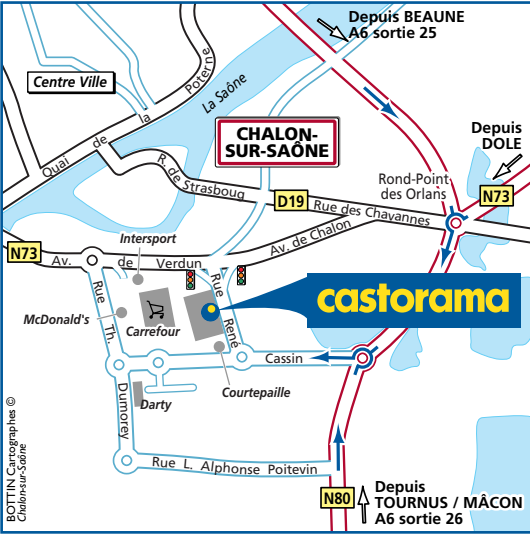 Depuis BEAUNE
A6 sortie 25
Centre Ville
Quai de la Poterne
La Saône
CHALON-
SUR-SAÔNE
Depuis
DOLE
R. de Strasboug
D19
Rue des Chavannes
Rond-Point
des Orlans
N73
N73
Intersport
Av. de Verdun
Av. de Chalon
Rue Th. Dumorey
McDonald's
Carrefour
Rue René Cassin
castorama
Courtepaille
Darty
Rue L. Alphonse Poitevin
N80
Depuis
TOURNUS / MÂCON
A6 sortie 26
BOTTIN Cartographes ©
Chalon-sur-Saône